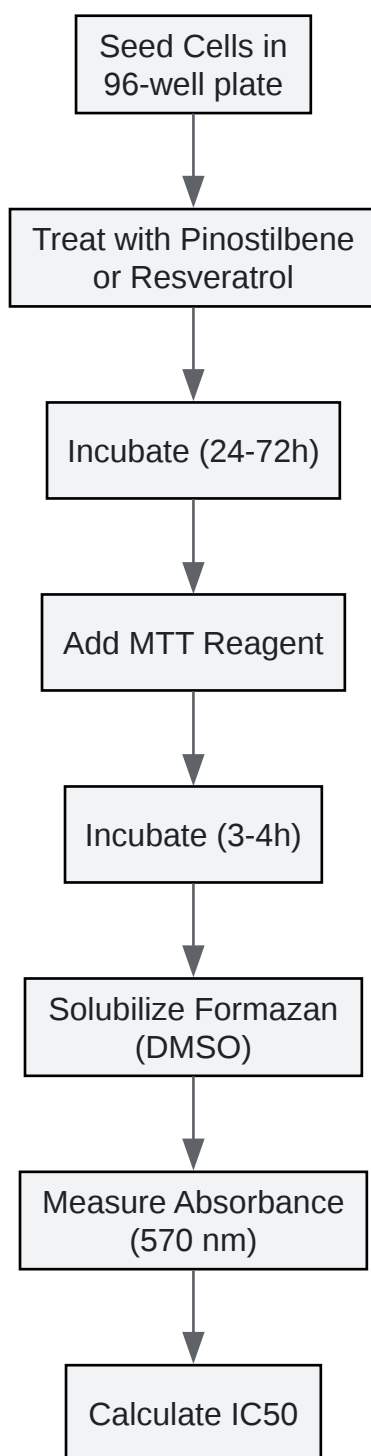 Seed Cells in
96-well plate
Treat with Pinostilbene
or Resveratrol
Incubate (24-72h)
Add MTT Reagent
Incubate (3-4h)
Solubilize Formazan
(DMSO)
Measure Absorbance
(570 nm)
Calculate IC50